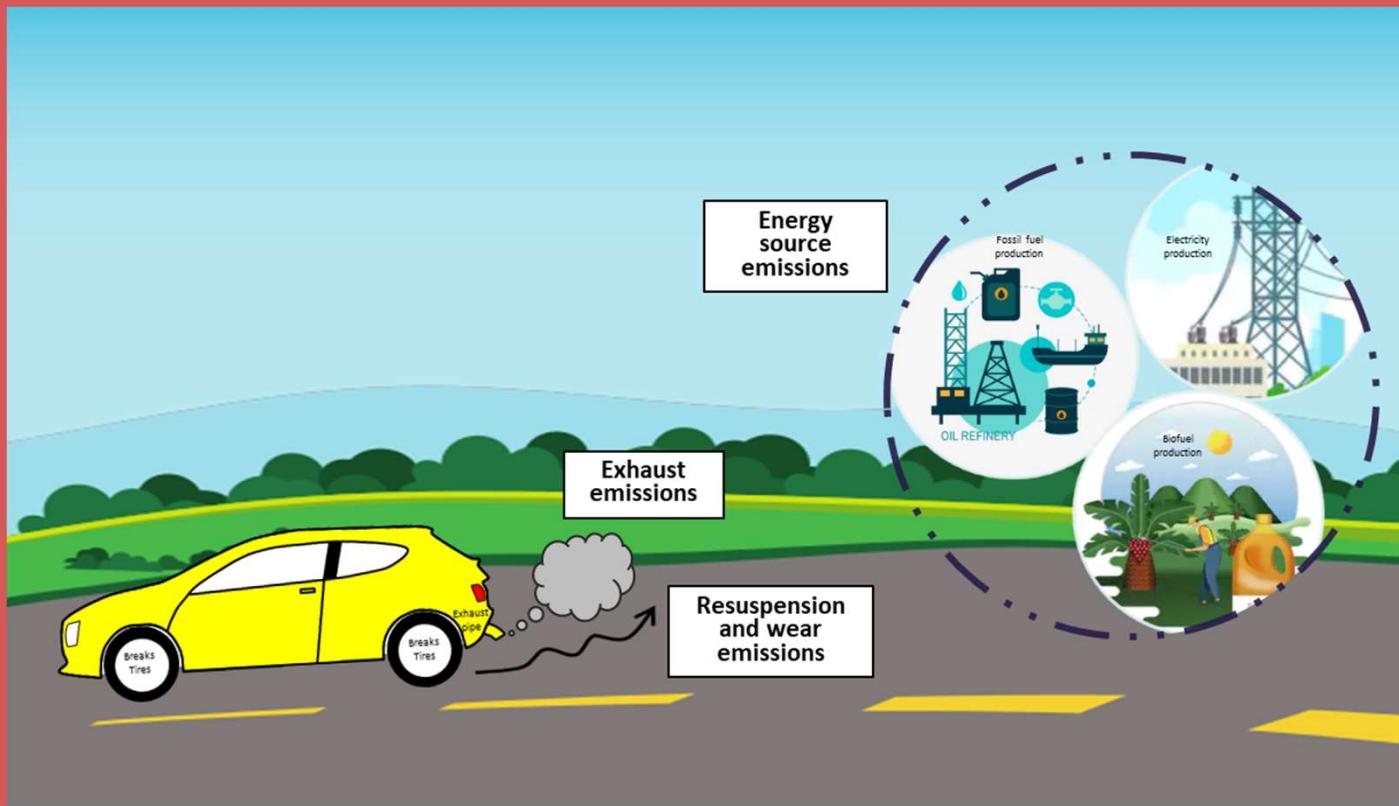 Energy
source
emissions
Fossil fuel
production
OIL REFINERY
Electricity
production
Biofuel
production
Exhaust
emissions
Resuspension
and wear
emissions
Exhaust
pipe
Breaks
Tires
Breaks
Tires